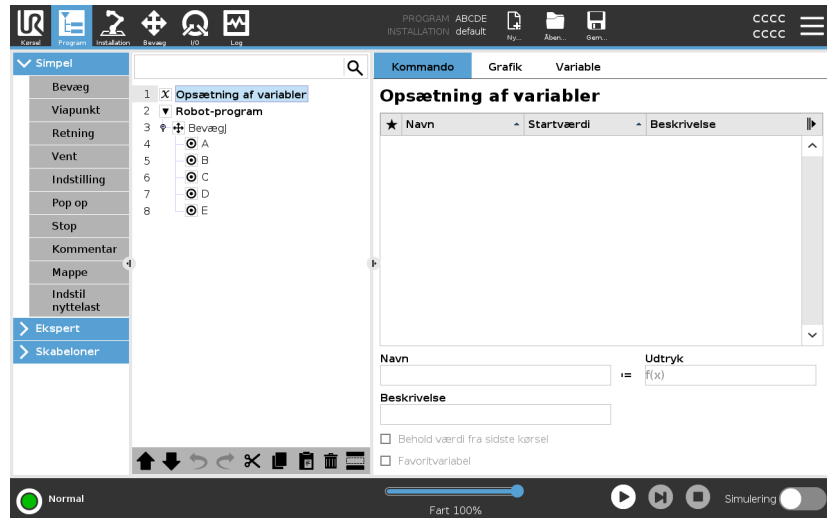 UR
Kørsel
Program
Installation
Bevæg
I/O
Log
PROGRAM ABCDE
INSTALLATION default
Ny...
Åben...
Gem...
cccc
cccc
Simpel
Bevæg
Viapunkt
Retning
Vent
Indstilling
Pop op
Stop
Kommentar
Mappe
Indstil
nyttelast
Ekspert
Skabeloner
1 X Opsætning af variabler
2 Robot-program
3 BevægJ
4 A
5 B
6 C
7 D
8 E
Kommando
Grafik
Variable
Opsætning af variabler
Navn
Startværdi
Beskrivelse
Navn
Udtryk
:=
f(x)
Beskrivelse
Behold værdi fra sidste kørsel
Favoritvariabel
Normal
Fart 100%
Simulering